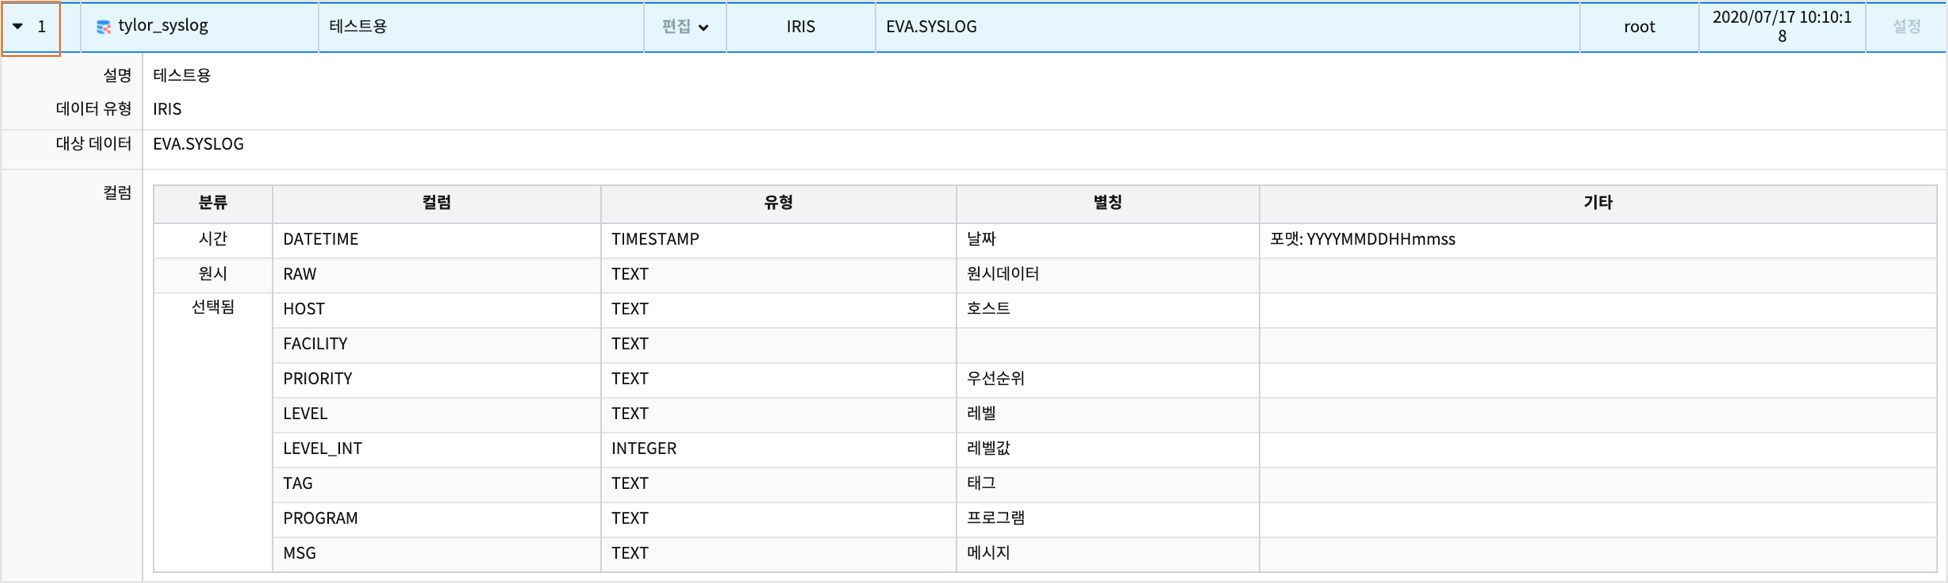 1 tylor_syslog 테스트용 편집 IRIS EVA.SYSLOG root 2020/07/17 10:10:1
8 설정
설명 테스트용
데이터 유형 IRIS
대상 데이터 EVA.SYSLOG
컬럼
분류 컬럼 유형 별칭 기타
시간 DATETIME TIMESTAMP 날짜 포맷: YYYYMMDDHHmmss
원시 RAW TEXT 원시데이터
선택됨 HOST TEXT 호스트
FACILITY TEXT
PRIORITY TEXT 우선순위
LEVEL TEXT 레벨
LEVEL_INT INTEGER 레벨값
TAG TEXT 태그
PROGRAM TEXT 프로그램
MSG TEXT 메시지